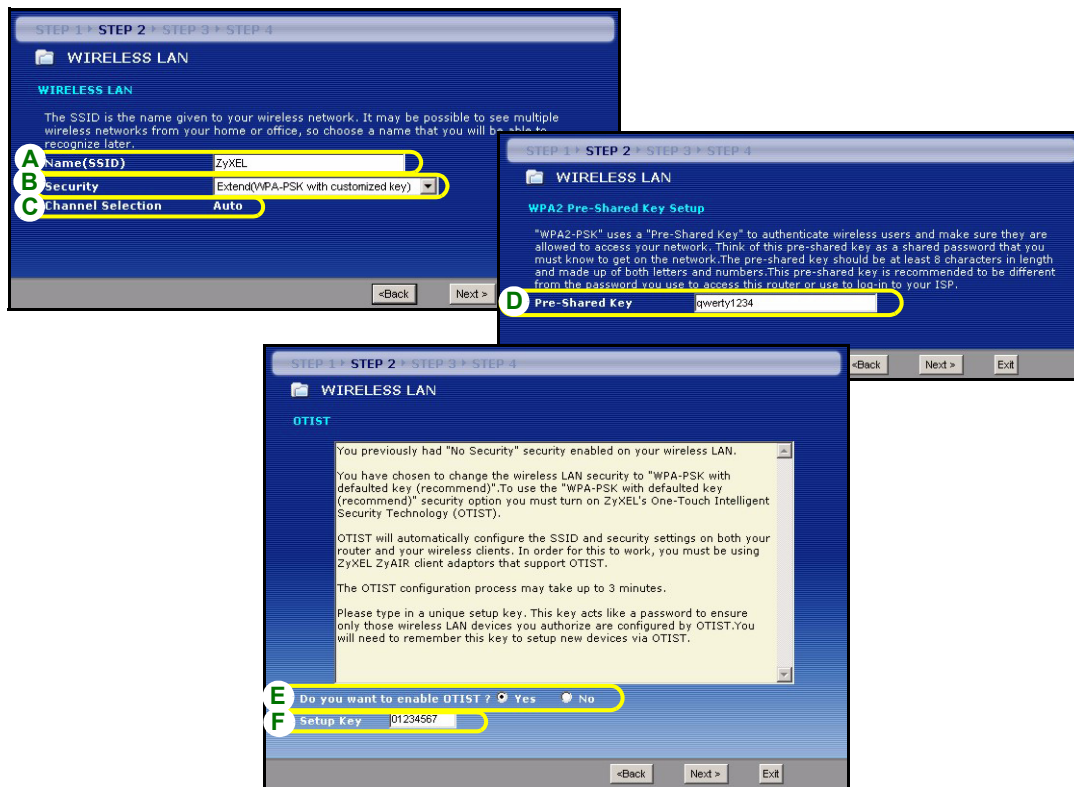 STEP 1 STEP 2 STEP 3 STEP 4
WIRELESS LAN
WIRELESS LAN
The SSID is the name given to your wireless network. It may be possible to see multiple
wireless networks from your home or office, so choose a name that you will be able to
recognize later.
A Name(SSID) ZyXEL
B Security Extend(WPA-PSK with customized key)
C Channel Selection Auto
<Back Next >
STEP 1 STEP 2 STEP 3 STEP 4
WIRELESS LAN
WPA2 Pre-Shared Key Setup
"WPA2-PSK" uses a "Pre-Shared Key" to authenticate wireless users and make sure they are
allowed to access your network. Think of this pre-shared key as a shared password that you
must know to get on the network.The pre-shared key should be at least 8 characters in length
and made up of both letters and numbers.This pre-shared key is recommended to be different
from the password you use to access this router or use to log-in to your ISP.
D Pre-Shared Key qwerty1234
<Back Next > Exit
STEP 1 STEP 2 STEP 3 STEP 4
WIRELESS LAN
OTIST
You previously had "No Security" security enabled on your wireless LAN.
You have chosen to change the wireless LAN security to "WPA-PSK with
defaulted key (recommend)".To use the "WPA-PSK with defaulted key
(recommend)" security option you must turn on ZyXEL's One-Touch Intelligent
Security Technology (OTIST).
OTIST will automatically configure the SSID and security settings on both your
router and your wireless clients. In order for this to work, you must be using
ZyXEL ZyAIR client adaptors that support OTIST.
The OTIST configuration process may take up to 3 minutes.
Please type in a unique setup key. This key acts like a password to ensure
only those wireless LAN devices you authorize are configured by OTIST.You
will need to remember this key to setup new devices via OTIST.
E Do you want to enable OTIST ? Yes No
F Setup Key 01234567
<Back Next > Exit